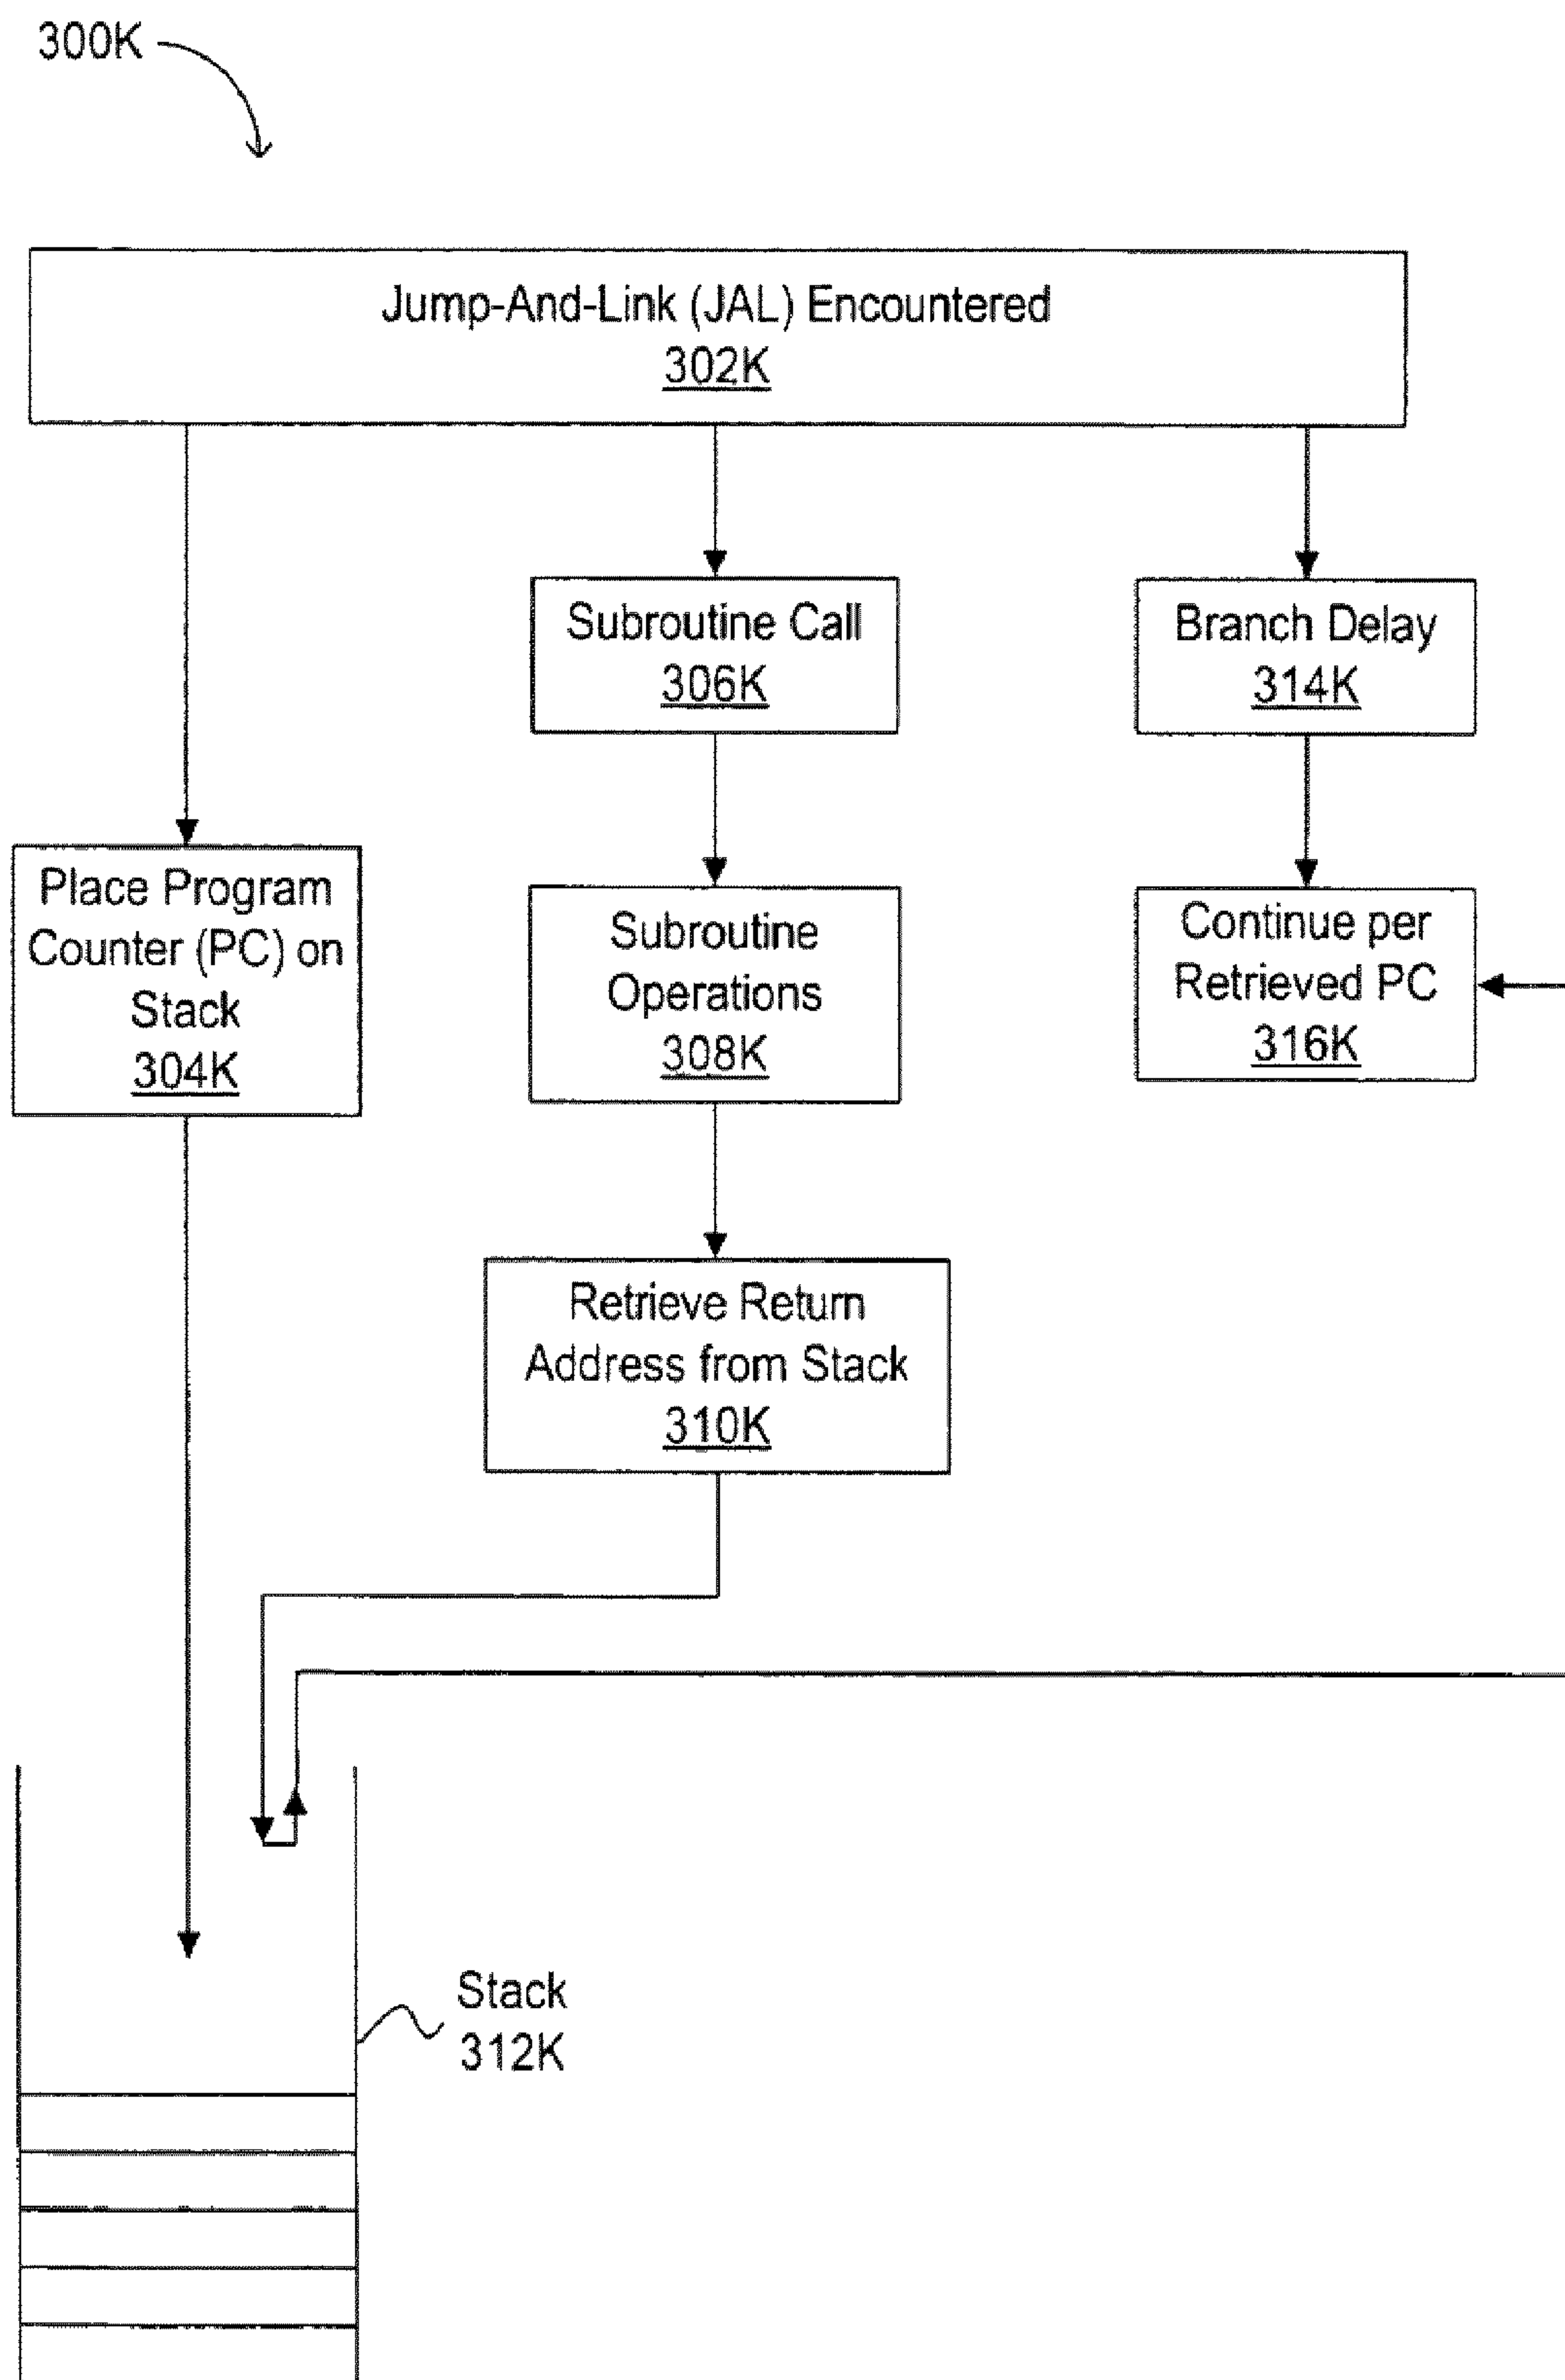 300K
Jump-And-Link (JAL) Encountered
302K
Subroutine Call
306K
Branch Delay
314K
Place Program
Counter (PC) on
Stack
304K
Subroutine
Operations
308K
Continue per
Retrieved PC
316K
Retrieve Return
Address from Stack
310K
Stack
312K